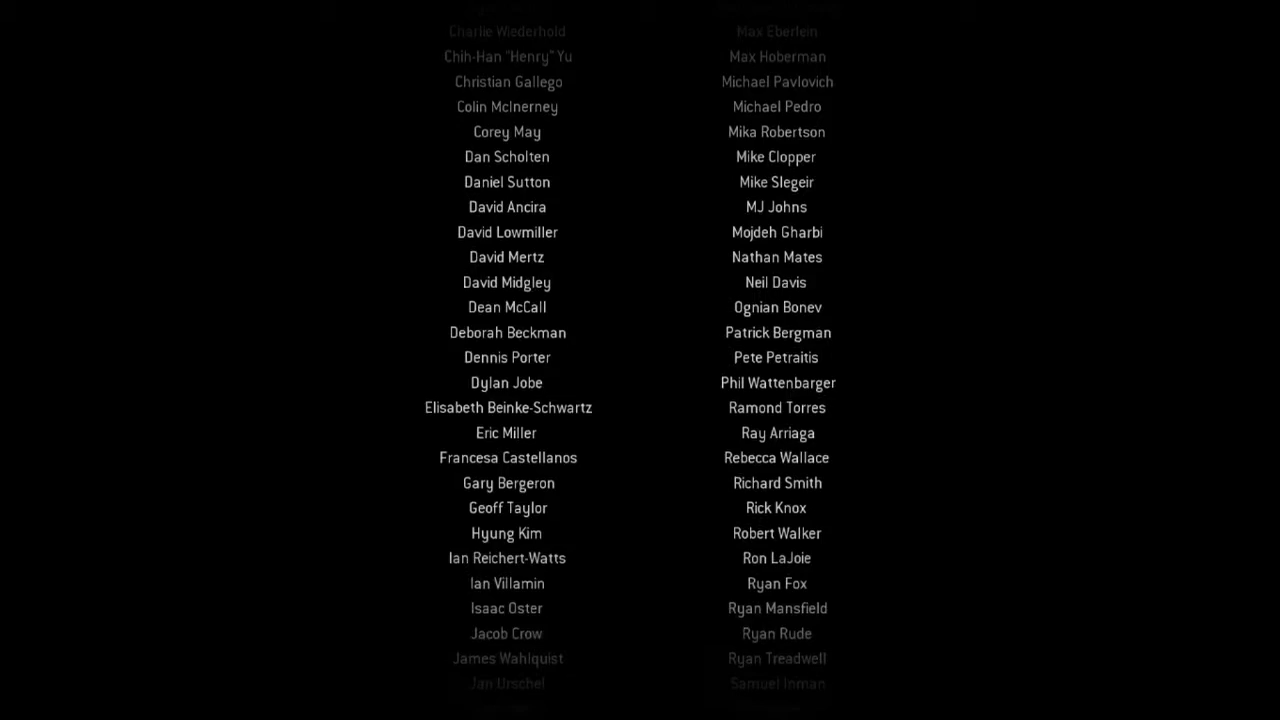 Charlie Wiederhold
Chih-Han "Henry" Yu
Christian Gallego
Colin McInerney
Corey May
Dan Scholten
Daniel Sutton
David Ancira
David Lowmiller
David Mertz
David Midgley
Dean McCall
Deborah Beckman
Dennis Porter
Dylan Jobe
Elisabeth Beinke-Schwartz
Eric Miller
Francesa Castellanos
Gary Bergeron
Geoff Taylor
Hyung Kim
Ian Reichert-Watts
Ian Villamin
Isaac Oster
Jacob Crow
James Wahlquist
Jan Urschel
Max Eberlein
Max Hoberman
Michael Pavlovich
Michael Pedro
Mika Robertson
Mike Clopper
Mike Slegeir
MJ Johns
Mojdeh Gharbi
Nathan Mates
Neil Davis
Ognian Bonev
Patrick Bergman
Pete Petraitis
Phil Wattenbarger
Ramond Torres
Ray Arriaga
Rebecca Wallace
Richard Smith
Rick Knox
Robert Walker
Ron LaJoie
Ryan Fox
Ryan Mansfield
Ryan Rude
Ryan Treadwell
Samuel Inman